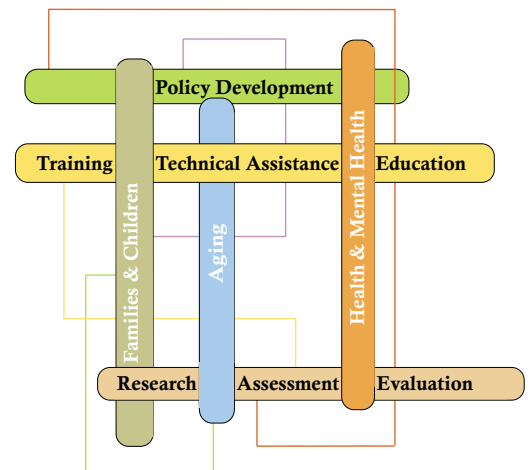 Policy Development
Training Technical Assistance Education
Families & Children
Aging
Health & Mental Health
Research Assessment Evaluation